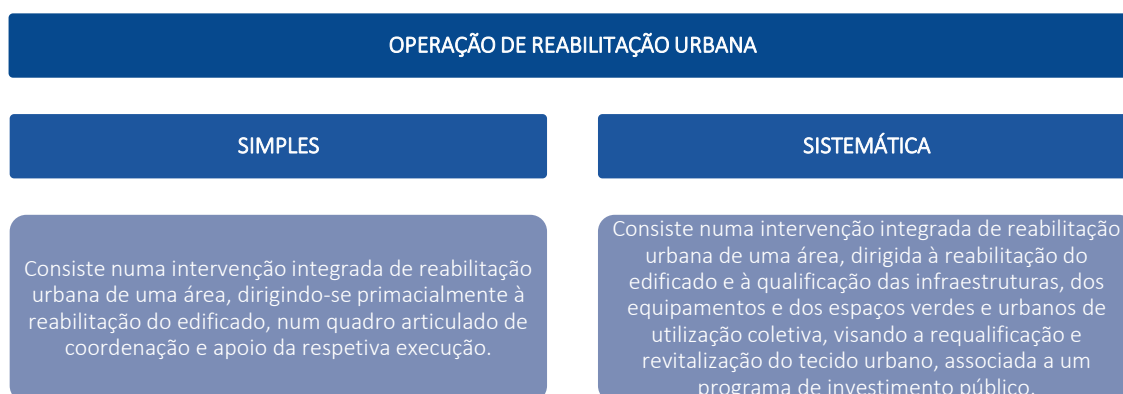 OPERAÇÃO DE REABILITAÇÃO URBANA
SIMPLES
Consiste numa intervenção integrada de reabilitação
urbana de uma área, dirigindo-se primacialmente à
reabilitação do edificado, num quadro articulado de
coordenação e apoio da respetiva execução.
SISTEMÁTICA
Consiste numa intervenção integrada de reabilitação
urbana de uma área, dirigida à reabilitação do
edificado e à qualificação das infraestruturas, dos
equipamentos e dos espaços verdes e urbanos de
utilização coletiva, visando a requalificação e
revitalização do tecido urbano, associada a um
programa de investimento público.